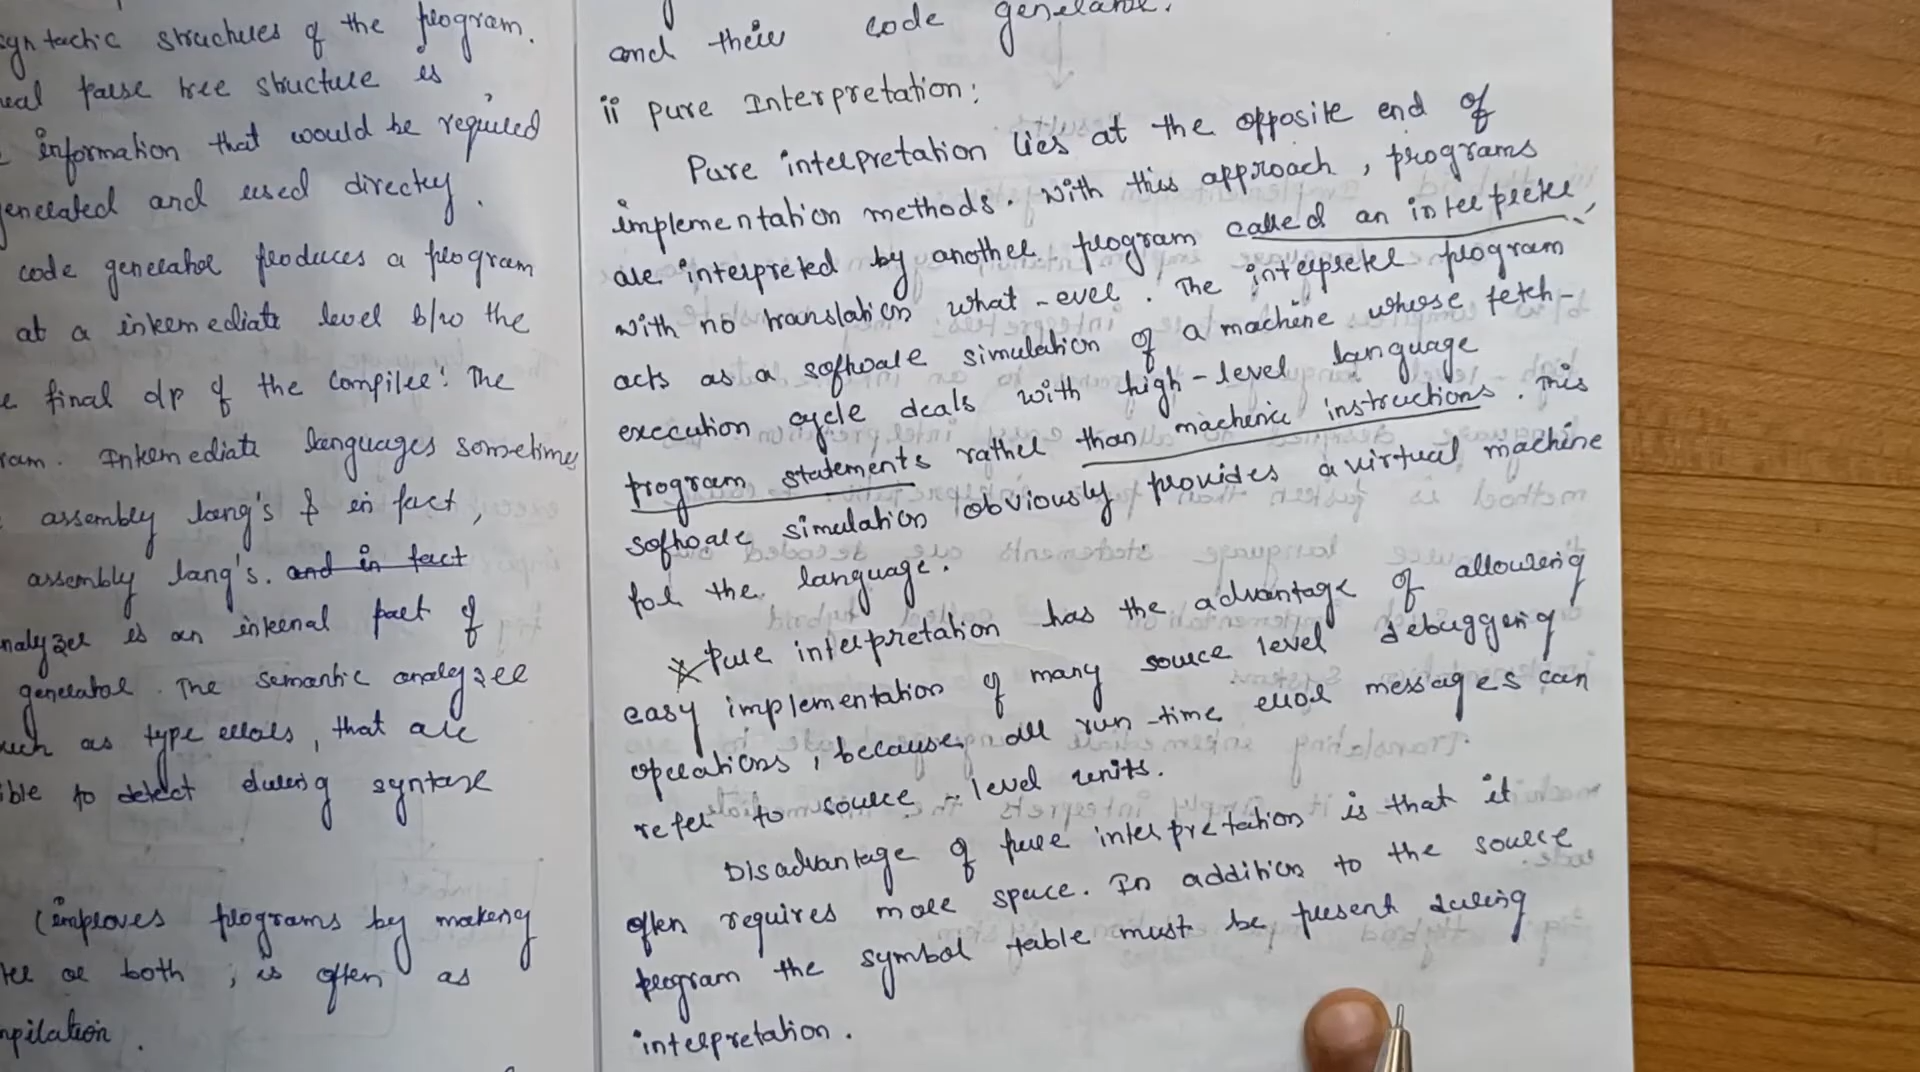 syntactic structures of the program.
parse tree structure is
information that would be required
generated and used directly.
code generator produces a program
at a inkemediate level b/w the
final o/p of the compiler: The
Inkemediate languages sometime
assembly lang's & in fact,
assembly lang's. and in fact
is an inkenal part of
generator. The semantic analyzer
such as type errors, that are
to detect during syntax
(improves programs by making
or both, is often as
and their code generator.
ii pure Interpretation:
Pure interpretation lies at the opposite end of
implementation methods. With this approach, programs
are interpreted by another program called an interpreter
with no translation what-ever. The interpreter program
acts as a software simulation of a machine whose fetch-
execution cycle deals with high-level language
program statements rather than machenic instructions. This
software simulation obviously provides a virtual machine
for the language.
* Pure interpretation has the advantage of allowing
easy implementation of many source level debugging
operations, because all run-time error messages can
refer to source-level units.
Disadvantage of pure interpretation is that it
often requires more space. In addition to the source
program the symbol table must be present during
interpretation.